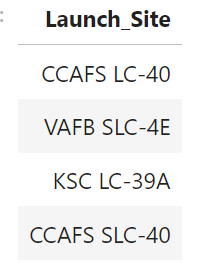 Launch_Site
CCAFS LC-40
VAFB SLC-4E
KSC LC-39A
CCAFS SLC-40